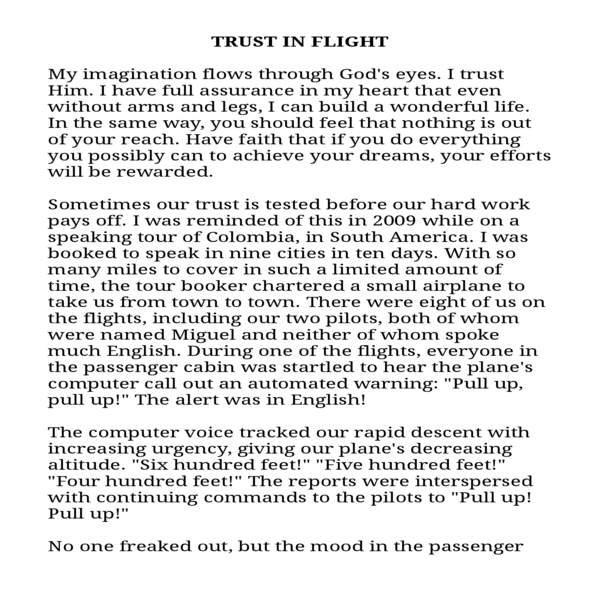 TRUST IN FLIGHT
My imagination flows through God's eyes. I trust
Him. I have full assurance in my heart that even
without arms and legs, I can build a wonderful life.
In the same way, you should feel that nothing is out
of your reach. Have faith that if you do everything
you possibly can to achieve your dreams, your efforts
will be rewarded.
Sometimes our trust is tested before our hard work
pays off. I was reminded of this in 2009 while on a
speaking tour of Colombia, in South America. I was
booked to speak in nine cities in ten days. With so
many miles to cover in such a limited amount of
time, the tour booker chartered a small airplane to
take us from town to town. There were eight of us on
the flights, including our two pilots, both of whom
were named Miguel and neither of whom spoke
much English. During one of the flights, everyone in
the passenger cabin was startled to hear the plane's
computer call out an automated warning: "Pull up,
pull up!" The alert was in English!
The computer voice tracked our rapid descent with
increasing urgency, giving our plane's decreasing
altitude. "Six hundred feet!" "Five hundred feet!"
"Four hundred feet!" The reports were interspersed
with continuing commands to the pilots to "Pull up!
Pull up!"
No one freaked out, but the mood in the passenger